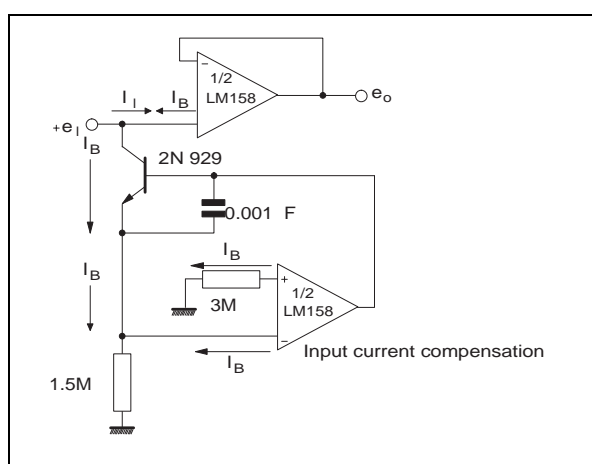 −
1/2
LM158
I I
I B
e o
+e I
I B
2N 929
0.001 F
I B
I B
+
1/2
LM158
3M
−
I B
Input current compensation
1.5M